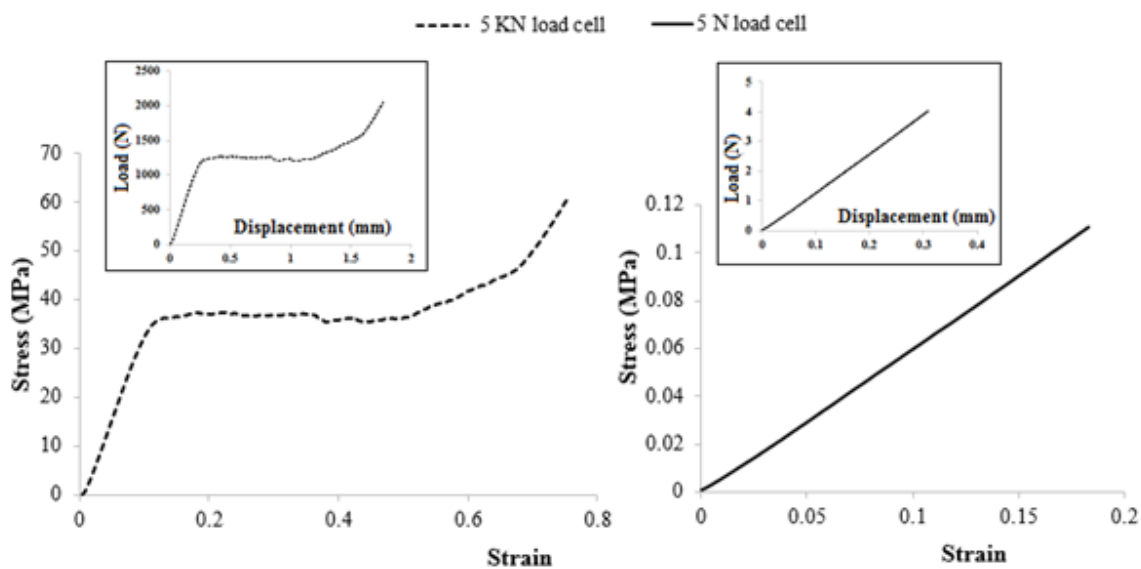 5 KN load cell 5 N load cell
2500
2000
1500
1000
500
0
Load (N)
Displacement (mm)
0 0.5 1 1.5 2
70
60
50
40
30
20
10
0
Stress (MPa)
0 0.2 0.4 0.6 0.8
Strain
5
4
3
2
1
0
Load (N)
Displacement (mm)
0 0.1 0.2 0.3 0.4
0.12
0.1
0.08
0.06
0.04
0.02
0
Stress (MPa)
0 0.05 0.1 0.15 0.2
Strain